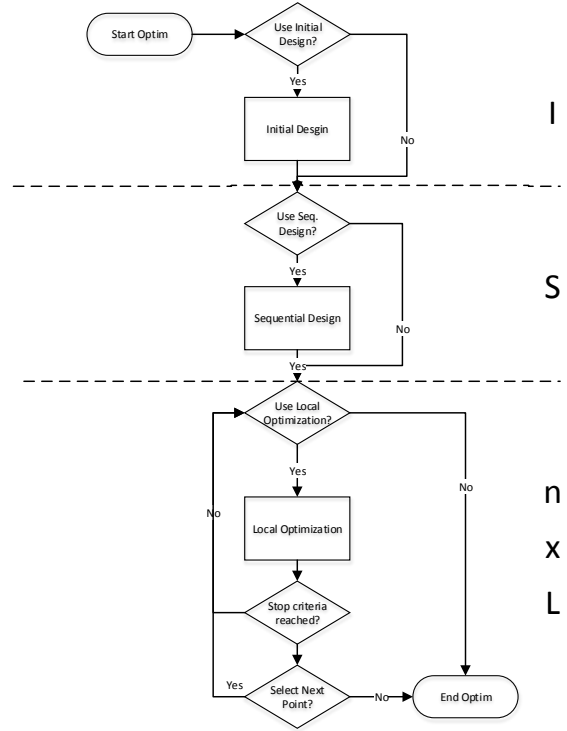 Start Optim
Use Initial
Design?
Yes
Initial Desgin
No
I
Use Seq.
Design?
Yes
Sequential Design
No
Yes
S
Use Local
Optimization?
Yes
No
No
Local Optimization
n
x
L
Stop criteria
reached?
Yes
Select Next
Point?
No
End Optim